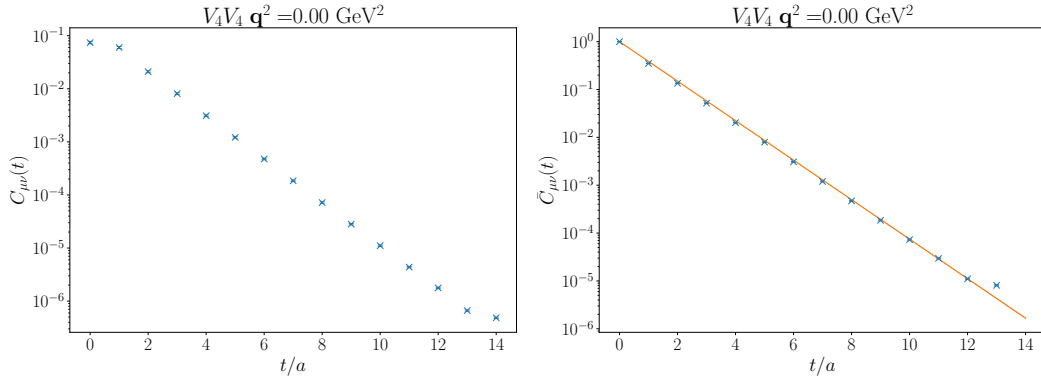 V₄V₄ 𝐪² =0.00 GeV²
10⁻¹
10⁻²
10⁻³
10⁻⁴
10⁻⁵
10⁻⁶
C_{μν}(t)
0 2 4 6 8 10 12 14
t/a
V₄V₄ 𝐪² =0.00 GeV²
10⁰
10⁻¹
10⁻²
10⁻³
10⁻⁴
10⁻⁵
10⁻⁶
C̄_{μν}(t)
0 2 4 6 8 10 12 14
t/a